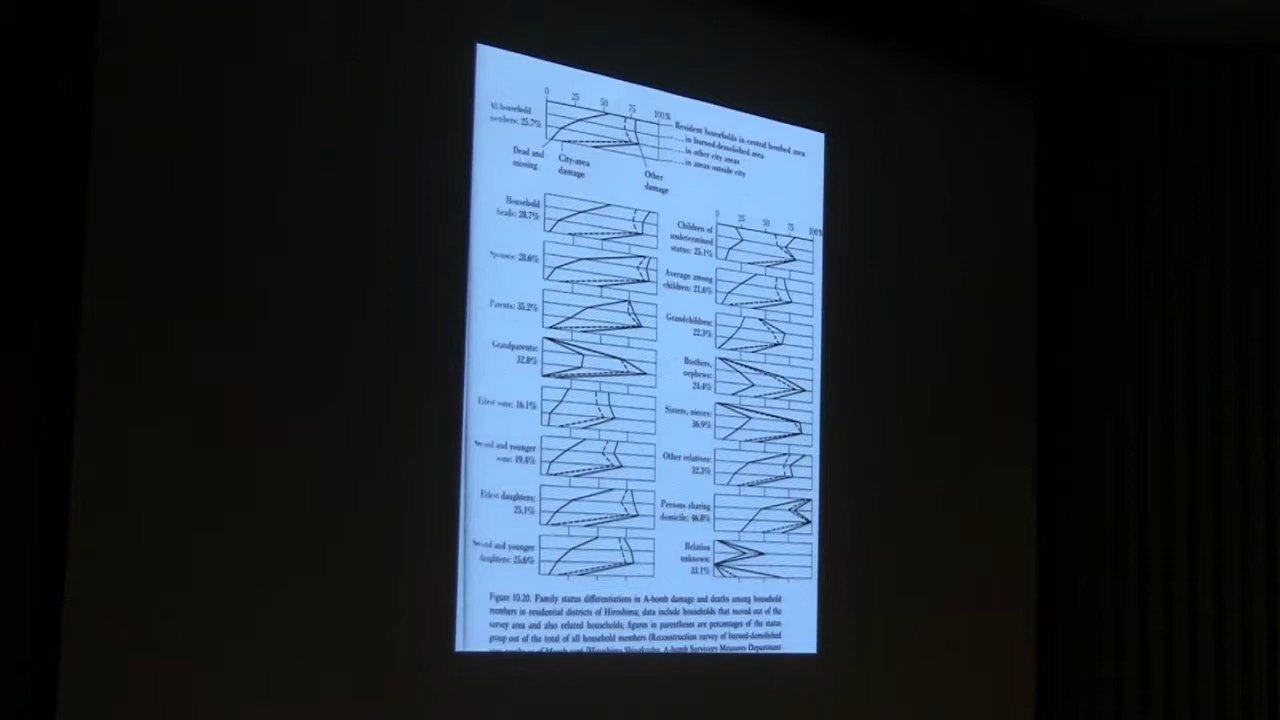 0 25 50 75 100%
All household
members: 25.7%
Resident households in central bombed area
... in burned-demolished area
... in other city areas
... in areas outside city
Dead and
missing
City-area
damage
Other
damage
Household
heads: 28.7%
Spouses: 28.0%
Parents: 35.2%
Grandparents:
32.8%
Eldest sons: 16.1%
Second and younger
sons: 19.4%
Eldest daughters:
25.1%
Second and younger
daughters: 25.6%
0 25 50 75 100%
Children of
undetermined
status: 25.1%
Average among
children: 21.6%
Grandchildren:
22.3%
Brothers,
nephews:
Sisters, nieces:
36.9%
Other relatives:
32.3%
Persons sharing
domicile: 46.8%
Relation
unknown:
33.1%
Figure 10.20. Family status differentiations in A-bomb damage and deaths among household
members in residential districts of Hiroshima; data include households that moved out of the
survey area and also related households; figures in parentheses are percentages of the status
group out of the total of all household members (Reconstruction survey of burned-demolished
[Hiroshima Shiyakusho, A-bomb Survivors Measures Department